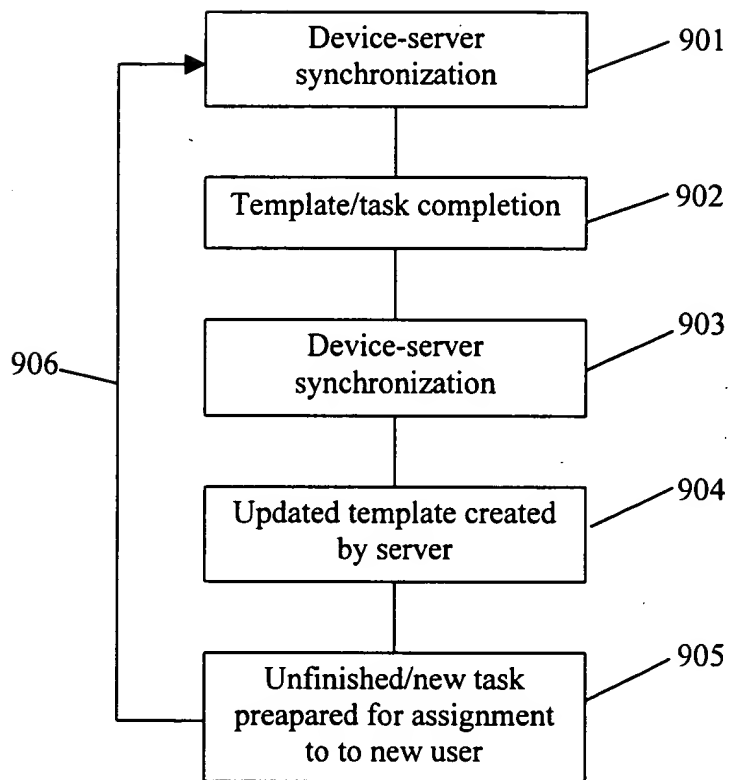 Device-server
synchronization
901
Template/task completion
902
Device-server
synchronization
903
906
Updated template created
by server
904
Unfinished/new task
preapared for assignment
to to new user
905